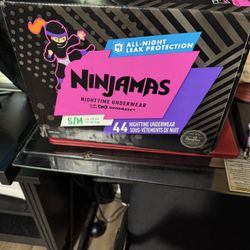 ALL-NIGHT
LEAK PROTECTION
NINJAMAS
NIGHTTIME UNDERWEAR
S/M
44 NIGHTTIME UNDERWEAR
SOUS-VÊTEMENTS DE NUIT